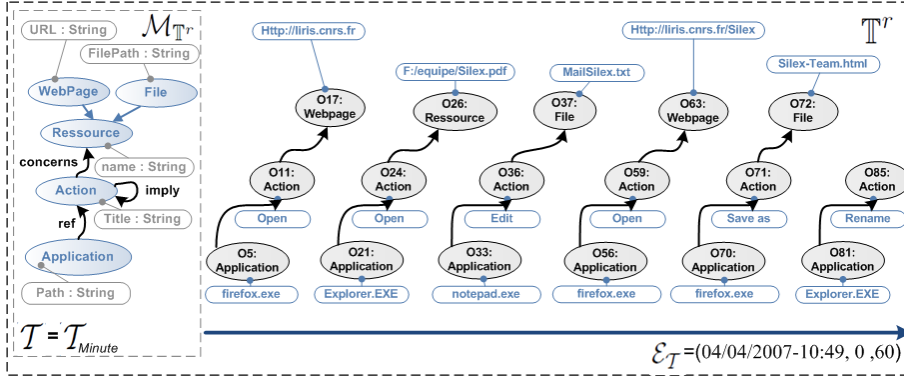 URL : String
FilePath : String
WebPage
File
Ressource
concerns
name : String
Action
imply
Title : String
ref
Application
Path : String
𝓜𝕋ʳ
𝒯 = 𝒯Minute
𝕋ʳ
Http://liris.cnrs.fr
O17:
Webpage
O11:
Action
Open
O5:
Application
firefox.exe
F:/equipe/Silex.pdf
O26:
Ressource
O24:
Action
Open
O21:
Application
Explorer.EXE
MailSilex.txt
O37:
File
O36:
Action
Edit
O33:
Application
notepad.exe
Http://liris.cnrs.fr/Silex
O63:
Webpage
O59:
Action
Open
O56:
Application
firefox.exe
Silex-Team.html
O72:
File
O71:
Action
Save as
O70:
Application
firefox.exe
O85:
Action
Rename
O81:
Application
Explorer.EXE
ℰ𝒯=(04/04/2007-10:49, 0 ,60)